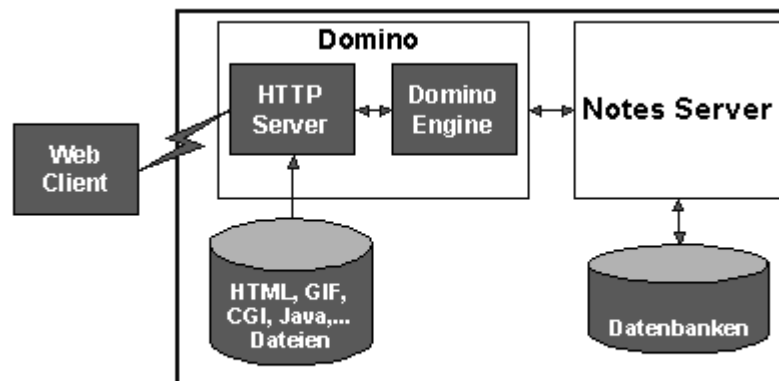 Domino
HTTP
Server
Domino
Engine
Notes Server
Web
Client
HTML, GIF,
CGI, Java,...
Dateien
Datenbanken